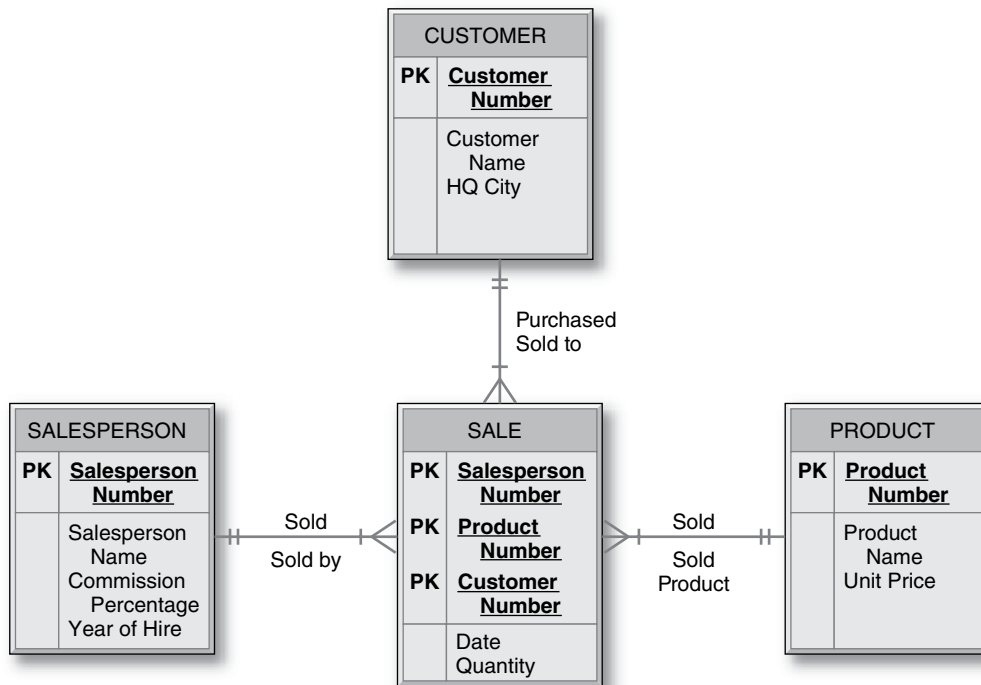 CUSTOMER
PK Customer
Number
Customer
Name
HQ City
Purchased
Sold to
SALESPERSON
PK Salesperson
Number
Salesperson
Name
Commission
Percentage
Year of Hire
Sold
Sold by
SALE
PK Salesperson
Number
PK Product
Number
PK Customer
Number
Date
Quantity
Sold
Sold
Product
PRODUCT
PK Product
Number
Product
Name
Unit Price